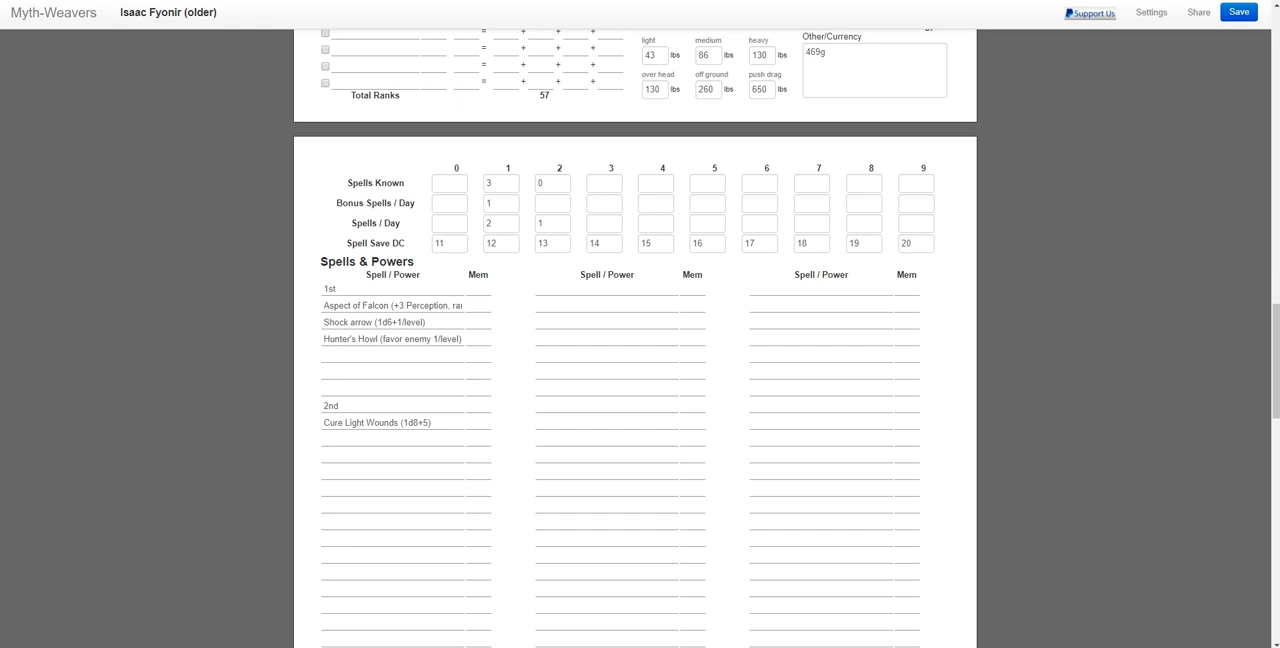 Myth-Weavers Isaac Fyonir (older) Support Us Settings Share Save
Other/Currency
light medium heavy
43 lbs 86 lbs 130 lbs
469g
over head off ground push drag
130 lbs 260 lbs 650 lbs
= + + +
= + + +
= + + +
= + + +
Total Ranks 57
0 1 2 3 4 5 6 7 8 9
Spells Known 3 0
Bonus Spells / Day 1
Spells / Day 2 1
Spell Save DC 11 12 13 14 15 16 17 18 19 20
Spells & Powers
Spell / Power Mem Spell / Power Mem Spell / Power Mem
1st
Aspect of Falcon (+3 Perception, ra
Shock arrow (1d6+1/level)
Hunter's Howl (favor enemy 1/level)
2nd
Cure Light Wounds (1d8+5)